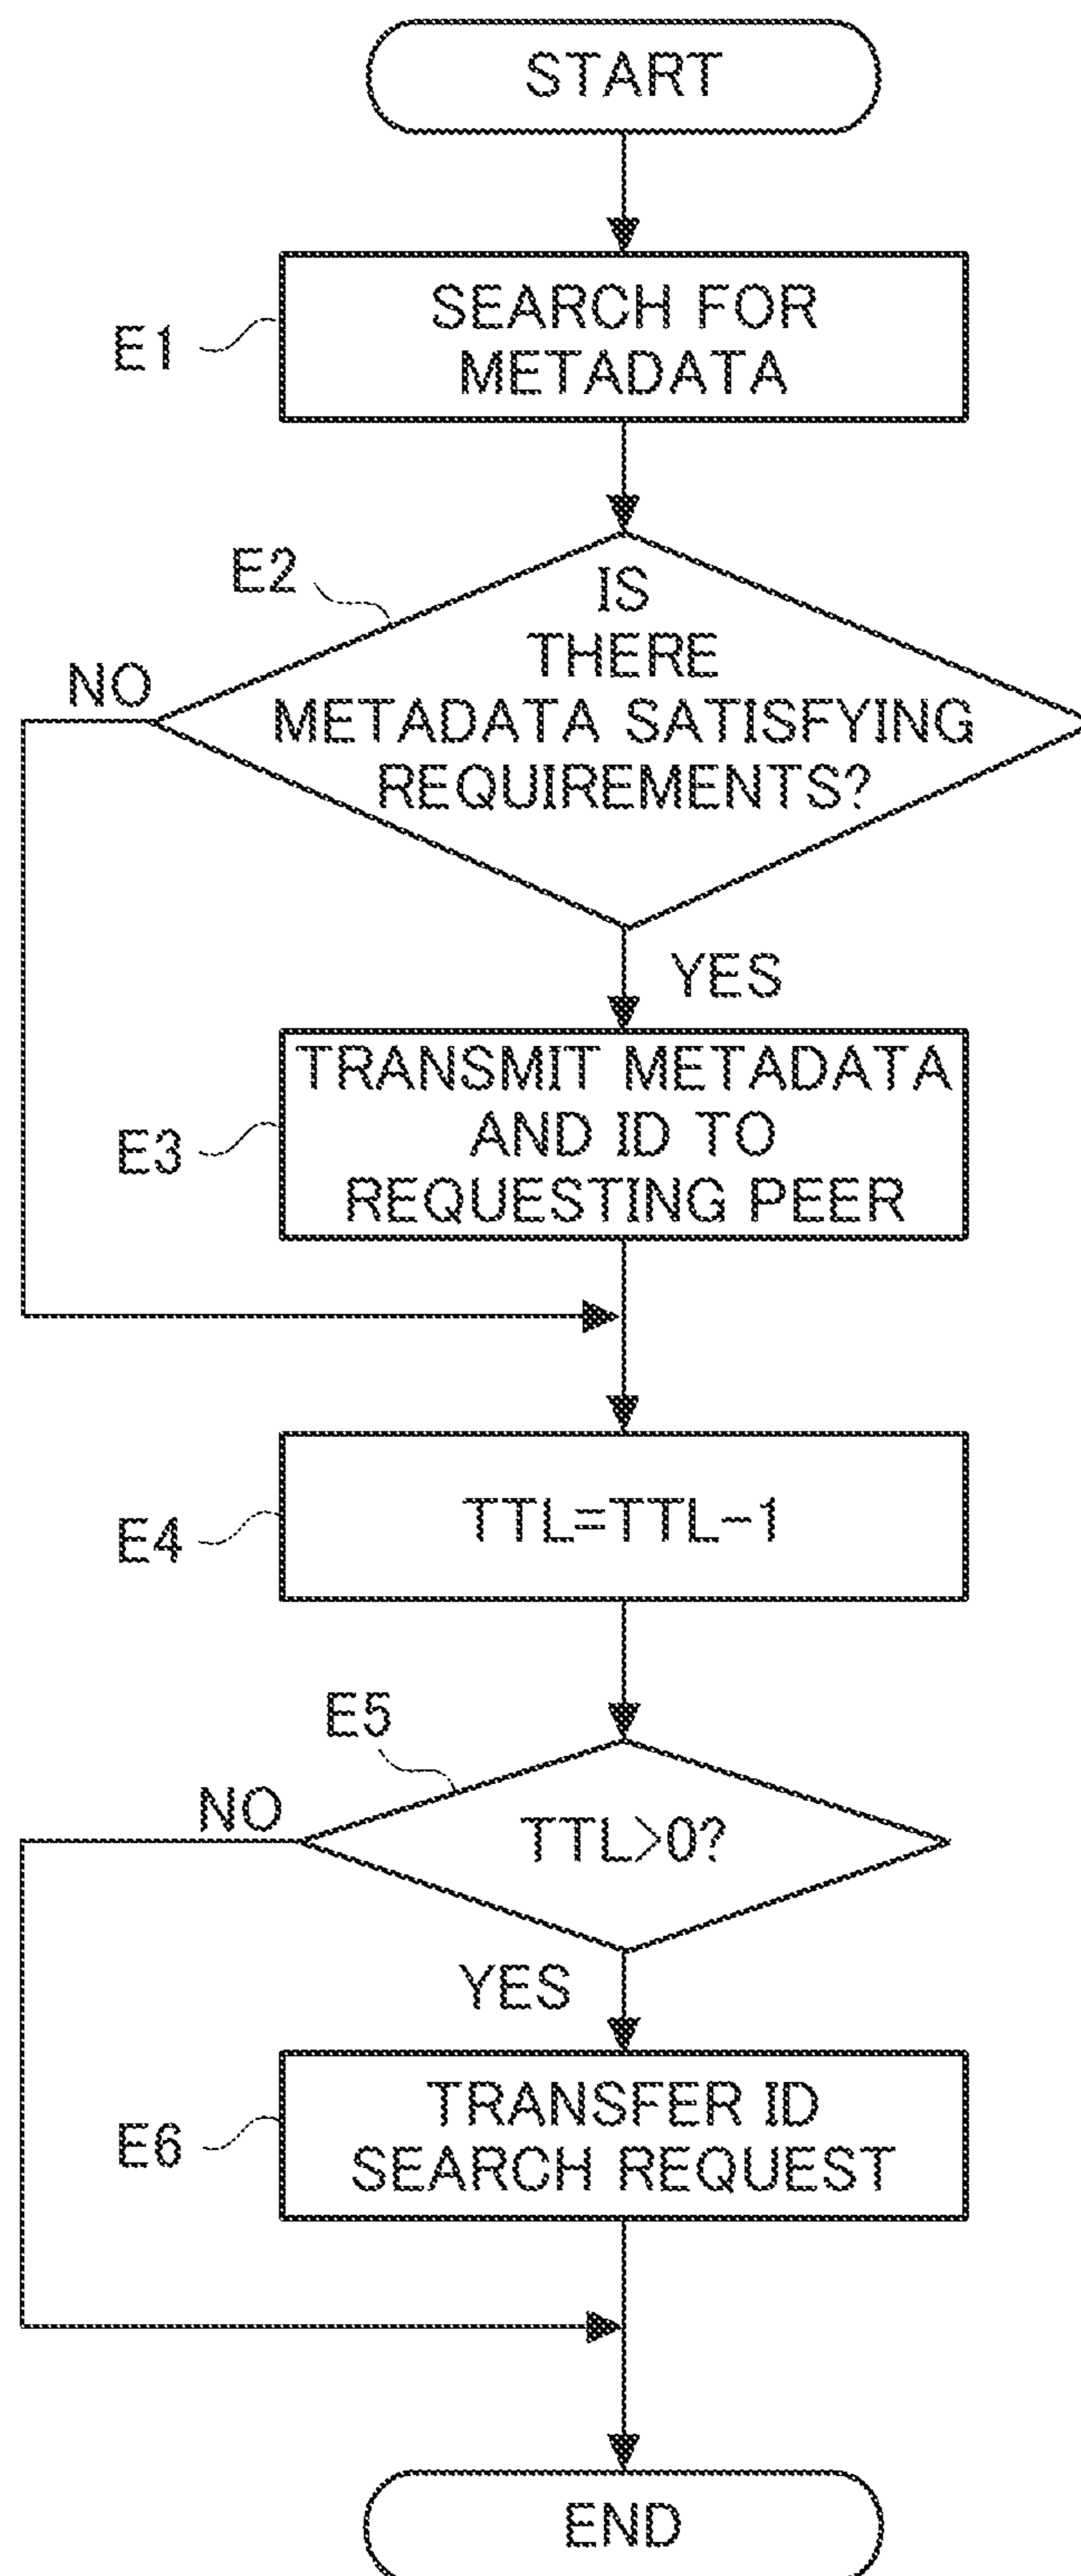 START
E1
SEARCH FOR
METADATA
E2
IS
THERE
METADATA SATISFYING
REQUIREMENTS?
NO
YES
E3
TRANSMIT METADATA
AND ID TO
REQUESTING PEER
E4
TTL=TTL-1
E5
NO
TTL>0?
YES
E6
TRANSFER ID
SEARCH REQUEST
END